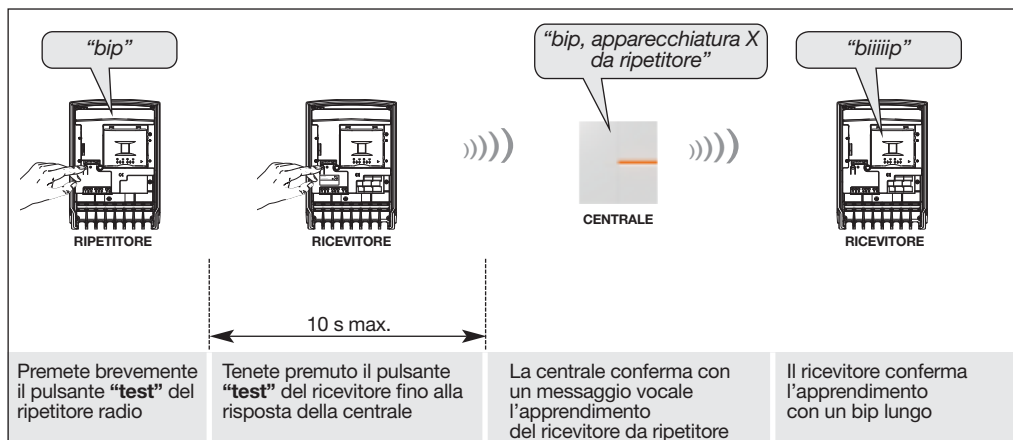 “bip”
“bip, apparecchiatura X
da ripetitore”
“biiiiip”
RIPETITORE
RICEVITORE
CENTRALE
RICEVITORE
10 s max.
Premete brevemente
il pulsante “test” del
ripetitore radio
Tenete premuto il pulsante
“test” del ricevitore fino alla
risposta della centrale
La centrale conferma con
un messaggio vocale
l’apprendimento
del ricevitore da ripetitore
Il ricevitore conferma
l’apprendimento
con un bip lungo